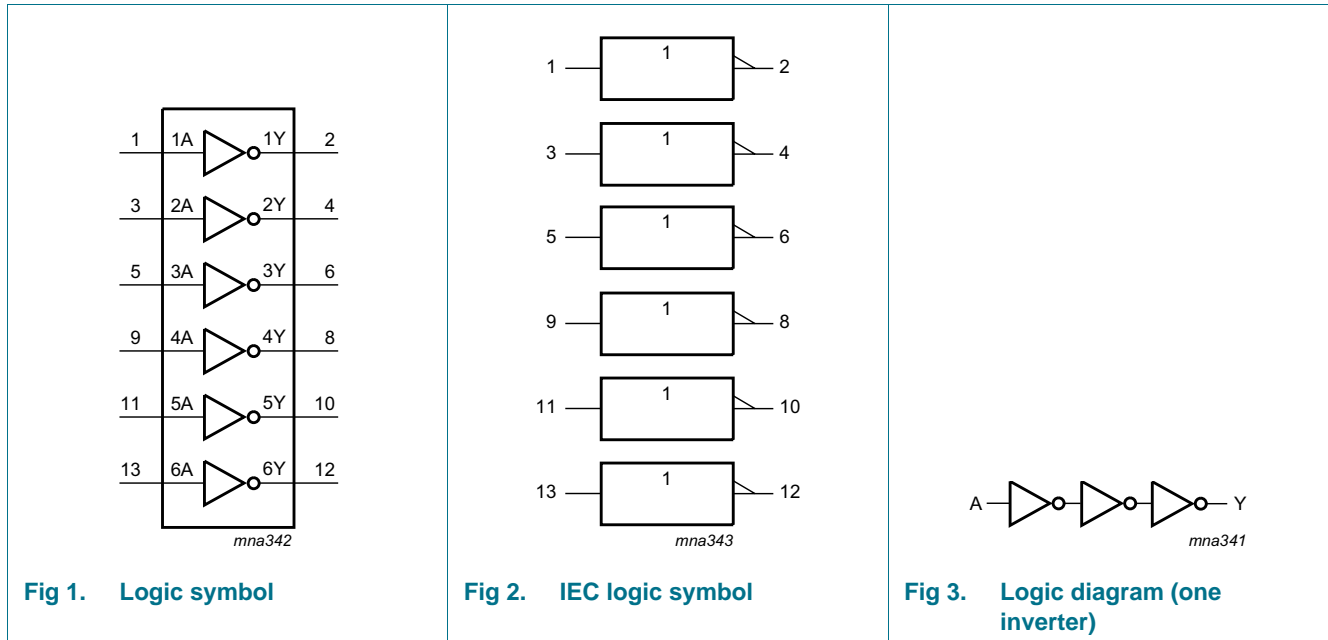 1 1A 1Y 2
3 2A 2Y 4
5 3A 3Y 6
9 4A 4Y 8
11 5A 5Y 10
13 6A 6Y 12
mna342
Fig 1. Logic symbol
1 1 2
3 1 4
5 1 6
9 1 8
11 1 10
13 1 12
mna343
Fig 2. IEC logic symbol
A Y
mna341
Fig 3. Logic diagram (one
inverter)